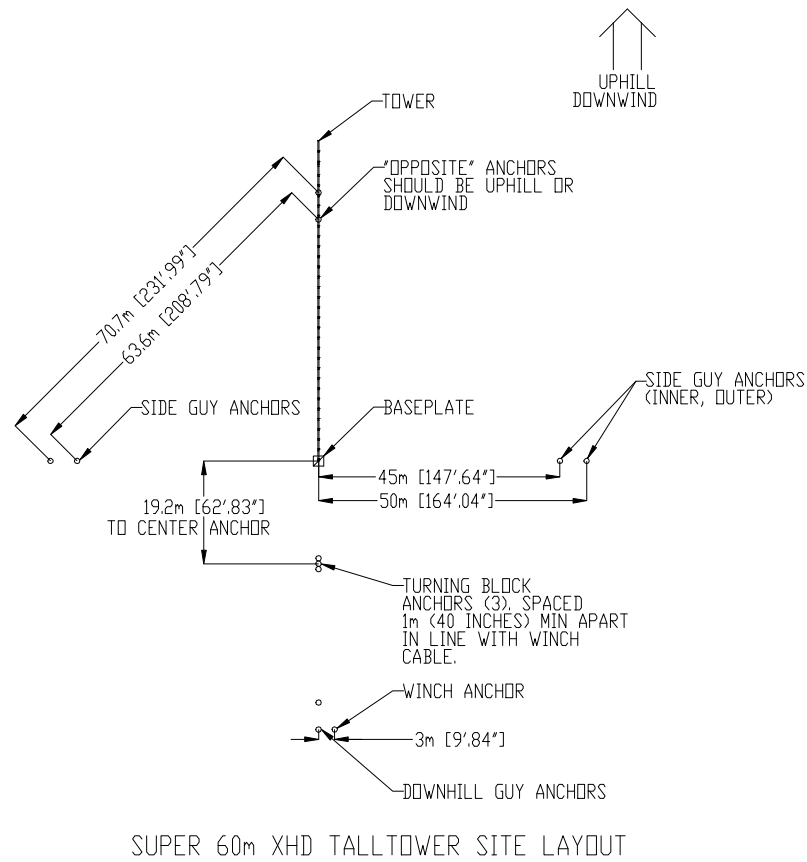 UPHILL
DOWNWIND
TOWER
"OPPOSITE" ANCHORS
SHOULD BE UPHILL OR
DOWNWIND
70.7m [231'.99"]
63.6m [208'.79"]
SIDE GUY ANCHORS
(INNER, OUTER)
SIDE GUY ANCHORS
BASEPLATE
45m [147'.64"]
50m [164'.04"]
19.2m [62'.83"]
TO CENTER ANCHOR
TURNING BLOCK
ANCHORS (3). SPACED
1m (40 INCHES) MIN APART
IN LINE WITH WINCH
CABLE.
WINCH ANCHOR
3m [9'.84"]
DOWNHILL GUY ANCHORS
SUPER 60m XHD TALLTOWER SITE LAYOUT